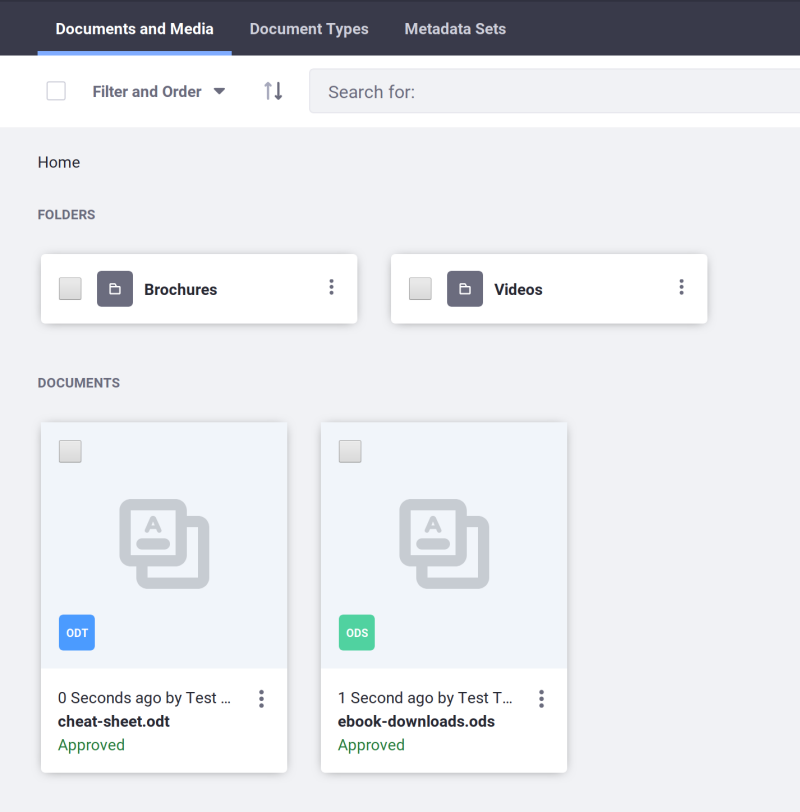 Documents and Media Document Types Metadata Sets
Filter and Order Search for:
Home
FOLDERS
Brochures Videos
DOCUMENTS
A A
ODT ODS
0 Seconds ago by Test ... 1 Second ago by Test T...
cheat-sheet.odt ebook-downloads.ods
Approved Approved